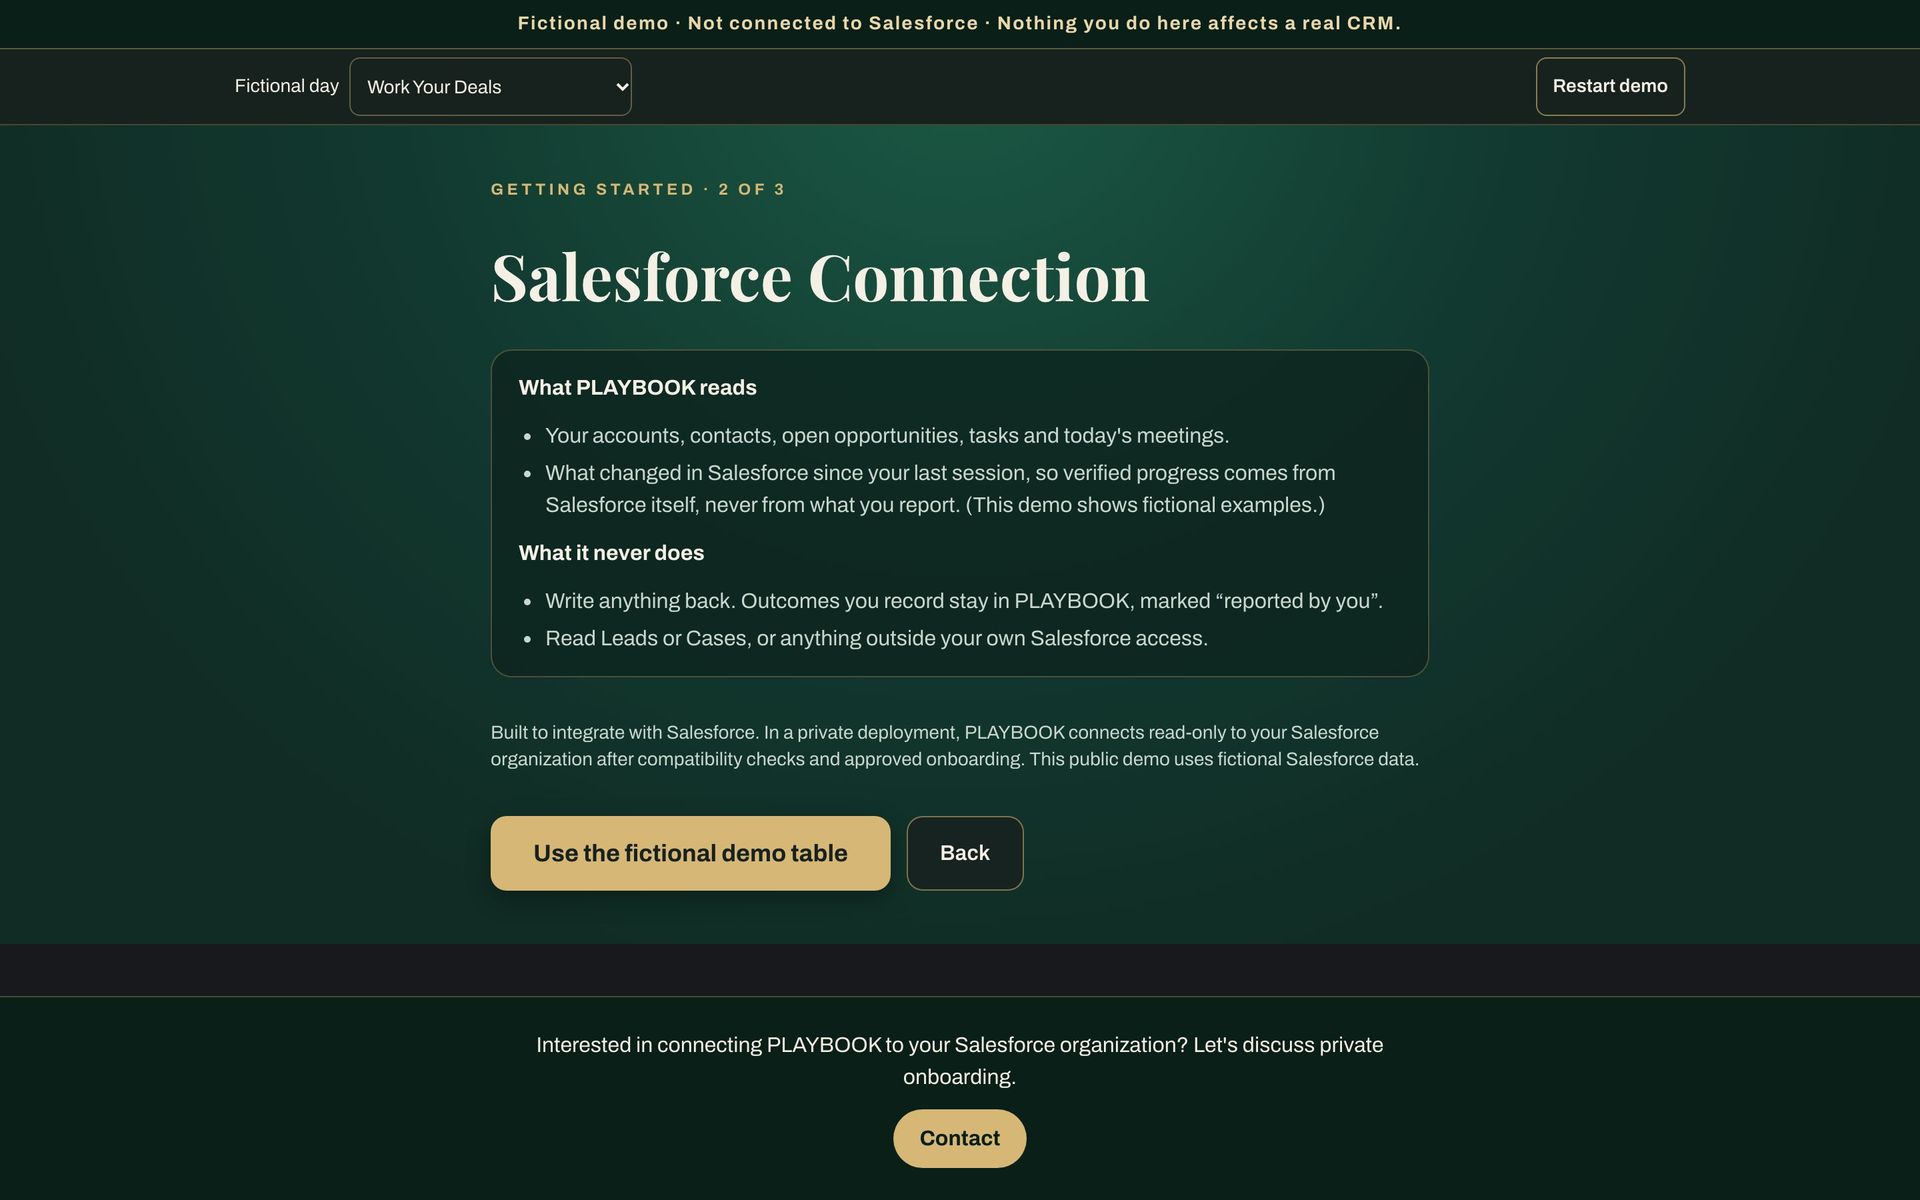 Fictional demo · Not connected to Salesforce · Nothing you do here affects a real CRM.
Fictional day
Work Your Deals
Restart demo
GETTING STARTED · 2 OF 3
Salesforce Connection
What PLAYBOOK reads
• Your accounts, contacts, open opportunities, tasks and today's meetings.
• What changed in Salesforce since your last session, so verified progress comes from
Salesforce itself, never from what you report. (This demo shows fictional examples.)
What it never does
• Write anything back. Outcomes you record stay in PLAYBOOK, marked “reported by you”.
• Read Leads or Cases, or anything outside your own Salesforce access.
Built to integrate with Salesforce. In a private deployment, PLAYBOOK connects read-only to your Salesforce
organization after compatibility checks and approved onboarding. This public demo uses fictional Salesforce data.
Use the fictional demo table
Back
Interested in connecting PLAYBOOK to your Salesforce organization? Let's discuss private
onboarding.
Contact